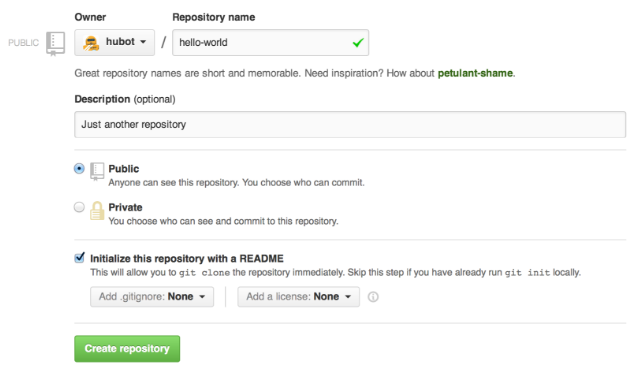 Owner Repository name
PUBLIC hubot / hello-world
Great repository names are short and memorable. Need inspiration? How about petulant-shame.
Description (optional)
Just another repository
Public
Anyone can see this repository. You choose who can commit.
Private
You choose who can see and commit to this repository.
Initialize this repository with a README
This will allow you to git clone the repository immediately. Skip this step if you have already run git init locally.
Add .gitignore: None Add a license: None
Create repository